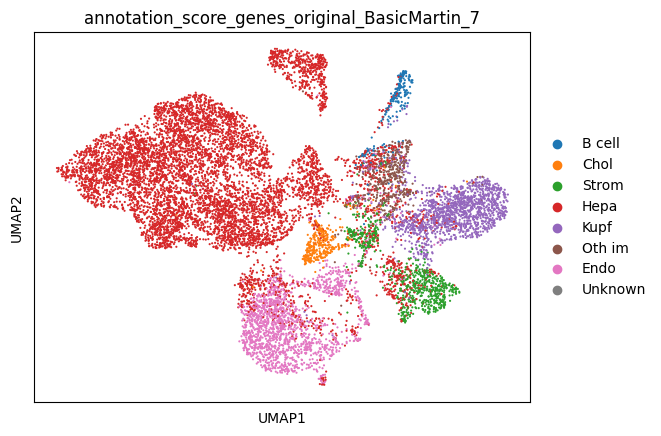 annotation_score_genes_original_BasicMartin_7
UMAP2
UMAP1
B cell
Chol
Strom
Hepa
Kupf
Oth im
Endo
Unknown